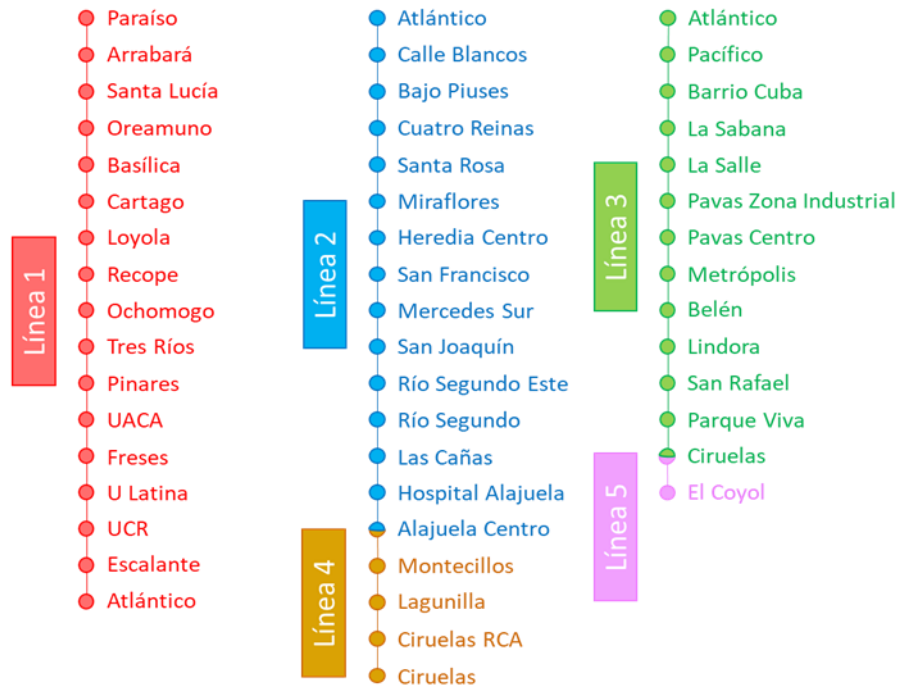 Línea 1
Paraíso
Arrabará
Santa Lucía
Oreamuno
Basílica
Cartago
Loyola
Recope
Ochomogo
Tres Ríos
Pinares
UACA
Freses
U Latina
UCR
Escalante
Atlántico
Línea 2
Atlántico
Calle Blancos
Bajo Piuses
Cuatro Reinas
Santa Rosa
Miraflores
Heredia Centro
San Francisco
Mercedes Sur
San Joaquín
Río Segundo Este
Río Segundo
Las Cañas
Hospital Alajuela
Alajuela Centro
Línea 4
Montecillos
Lagunilla
Ciruelas RCA
Ciruelas
Línea 3
Atlántico
Pacífico
Barrio Cuba
La Sabana
La Salle
Pavas Zona Industrial
Pavas Centro
Metrópolis
Belén
Lindora
San Rafael
Parque Viva
Ciruelas
Línea 5
El Coyol